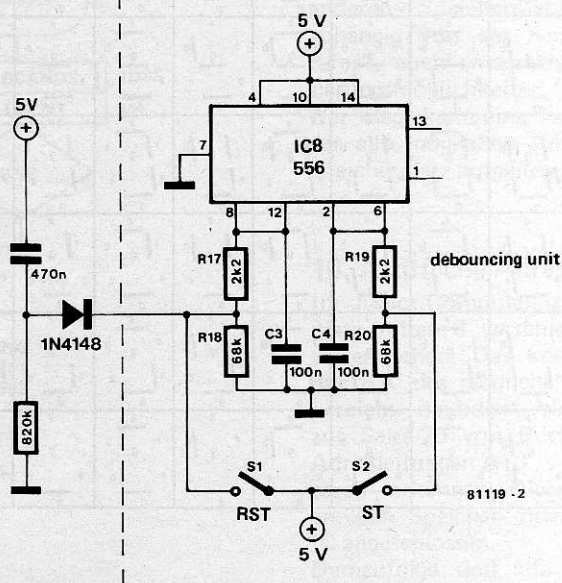 5 V
4 10 14
5V
7
IC8
556
13
1
8 12 2 6
470n
R17
2k2
R19
2k2
debouncing unit
1N4148
R18
68k
C3
100n
C4
100n
R20
68k
820k
S1
S2
81119 - 2
RST
ST
5 V